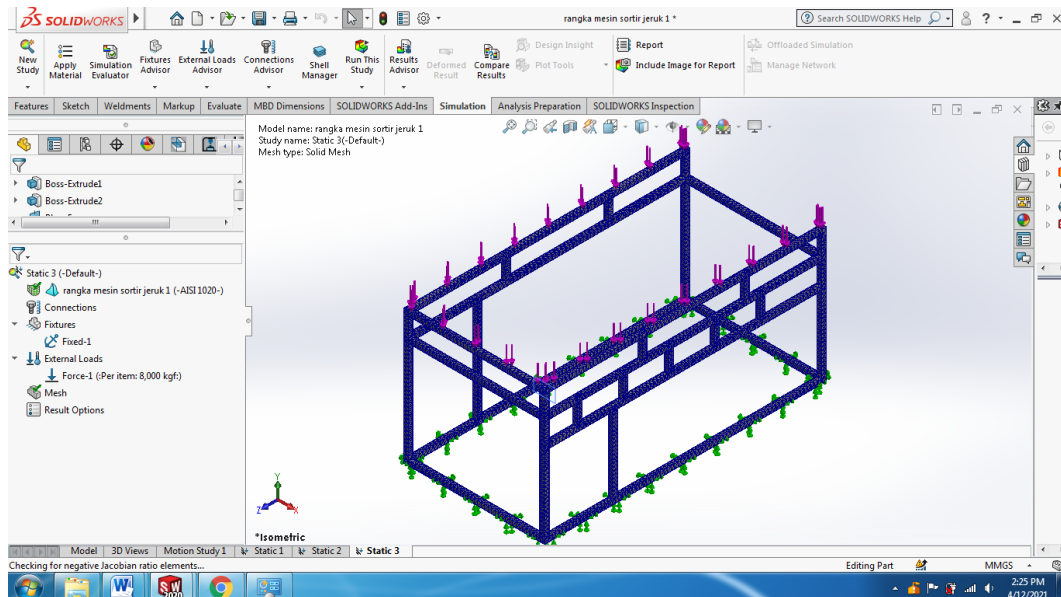 SOLIDWORKS
rangka mesin sortir jeruk 1 *
Search SOLIDWORKS Help
New Study
Apply Material
Simulation Evaluator
Fixtures Advisor
External Loads Advisor
Connections Advisor
Shell Manager
Run This Study
Results Advisor
Deformed Result
Compare Results
Design Insight
Plot Tools
Report
Include Image for Report
Offloaded Simulation
Manage Network
Features Sketch Weldments Markup Evaluate MBD Dimensions SOLIDWORKS Add-Ins Simulation Analysis Preparation SOLIDWORKS Inspection
Model name: rangka mesin sortir jeruk 1
Study name: Static 3(-Default-)
Mesh type: Solid Mesh
Boss-Extrude1
Boss-Extrude2
Static 3 (-Default-)
rangka mesin sortir jeruk 1 (-AISI 1020-)
Connections
Fixtures
Fixed-1
External Loads
Force-1 (:Per item: 8,000 kgf:)
Mesh
Result Options
Y
Z X
*Isometric
Model 3D Views Motion Study 1 Static 1 Static 2 Static 3
Checking for negative Jacobian ratio elements...
Editing Part
MMGS
W
SW
2020
2:25 PM
4/12/2021